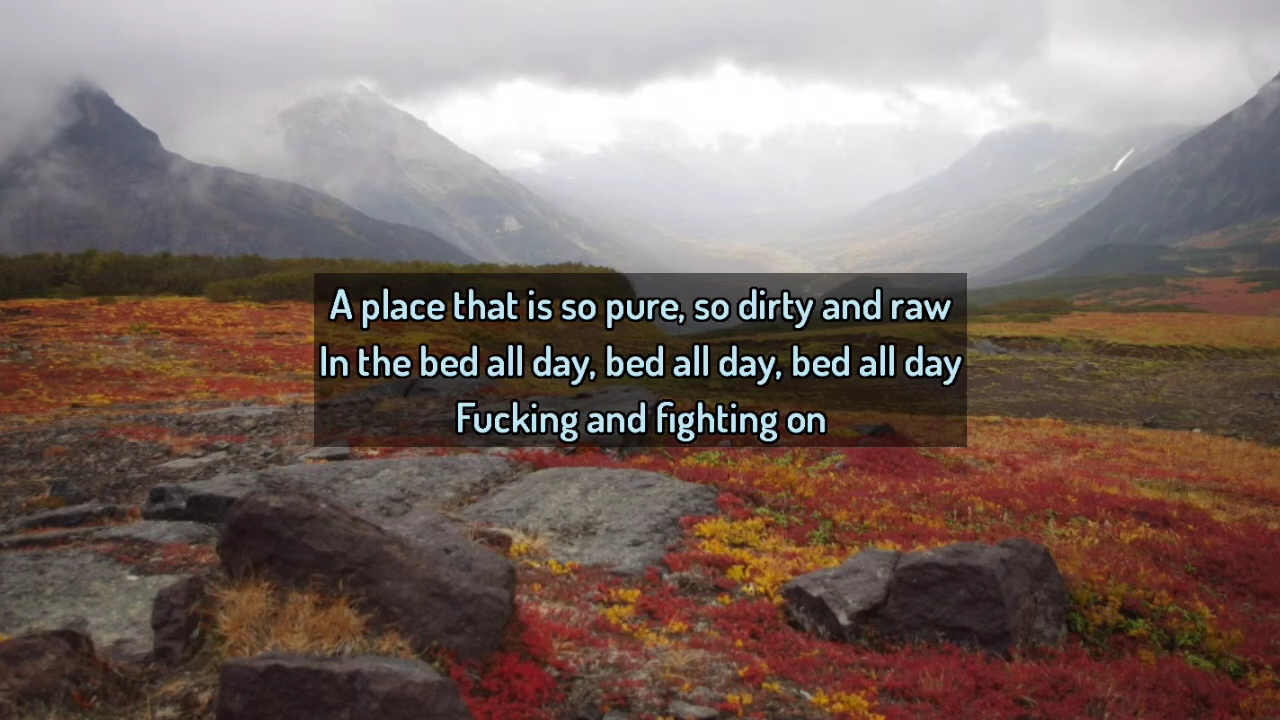 A place that is so pure, so dirty and raw
In the bed all day, bed all day, bed all day
Fucking and fighting on